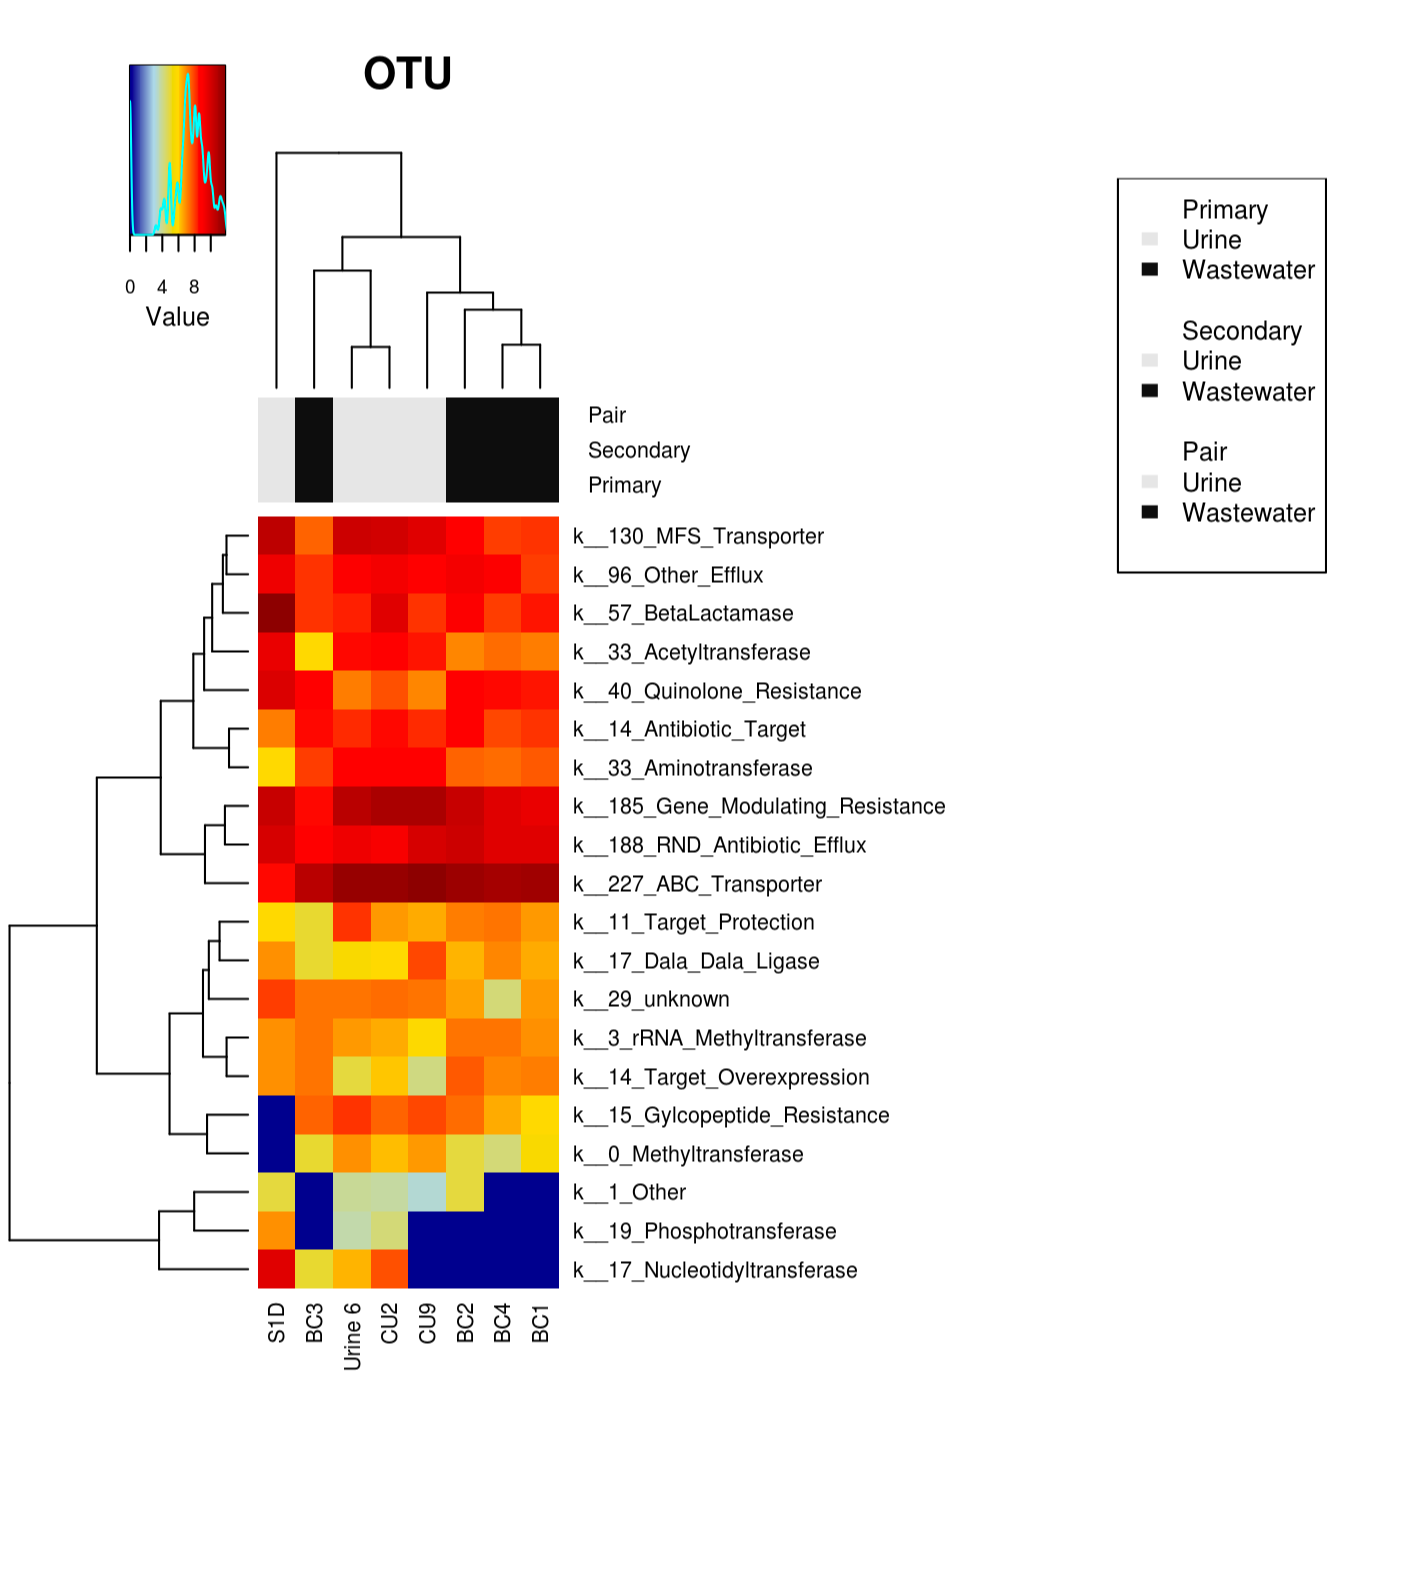 OTU
0 4 8
Value
Primary
Urine
Wastewater
Secondary
Urine
Wastewater
Pair
Urine
Wastewater
Pair
Secondary
Primary
k__130_MFS_Transporter
k__96_Other_Efflux
k__57_BetaLactamase
k__33_Acetyltransferase
k__40_Quinolone_Resistance
k__14_Antibiotic_Target
k__33_Aminotransferase
k__185_Gene_Modulating_Resistance
k__188_RND_Antibiotic_Efflux
k__227_ABC_Transporter
k__11_Target_Protection
k__17_Dala_Dala_Ligase
k__29_unknown
k__3_rRNA_Methyltransferase
k__14_Target_Overexpression
k__15_Gylcopeptide_Resistance
k__0_Methyltransferase
k__1_Other
k__19_Phosphotransferase
k__17_Nucleotidyltransferase
S1D
BC3
Urine 6
CU2
CU9
BC2
BC4
BC1